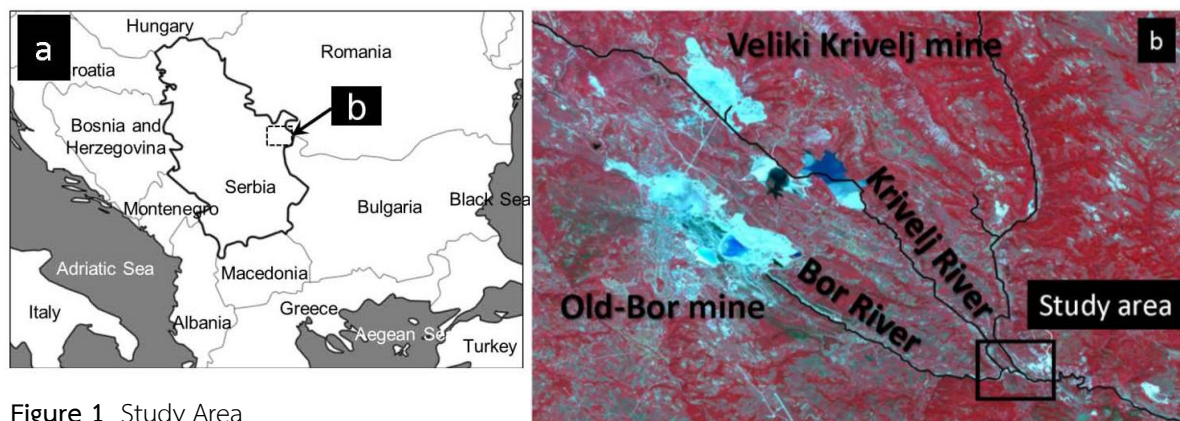 a
Hungary
Romania
roatia
b
Bosnia and
Herzegovina
Serbia
Montenegro
Bulgaria
Black Sea
Adriatic Sea
Macedonia
Italy
Albania
Greece
Aegean Se
Turkey
Figure 1 Study Area
b
Veliki Krivelj mine
Krivelj River
Bor River
Old-Bor mine
Study area